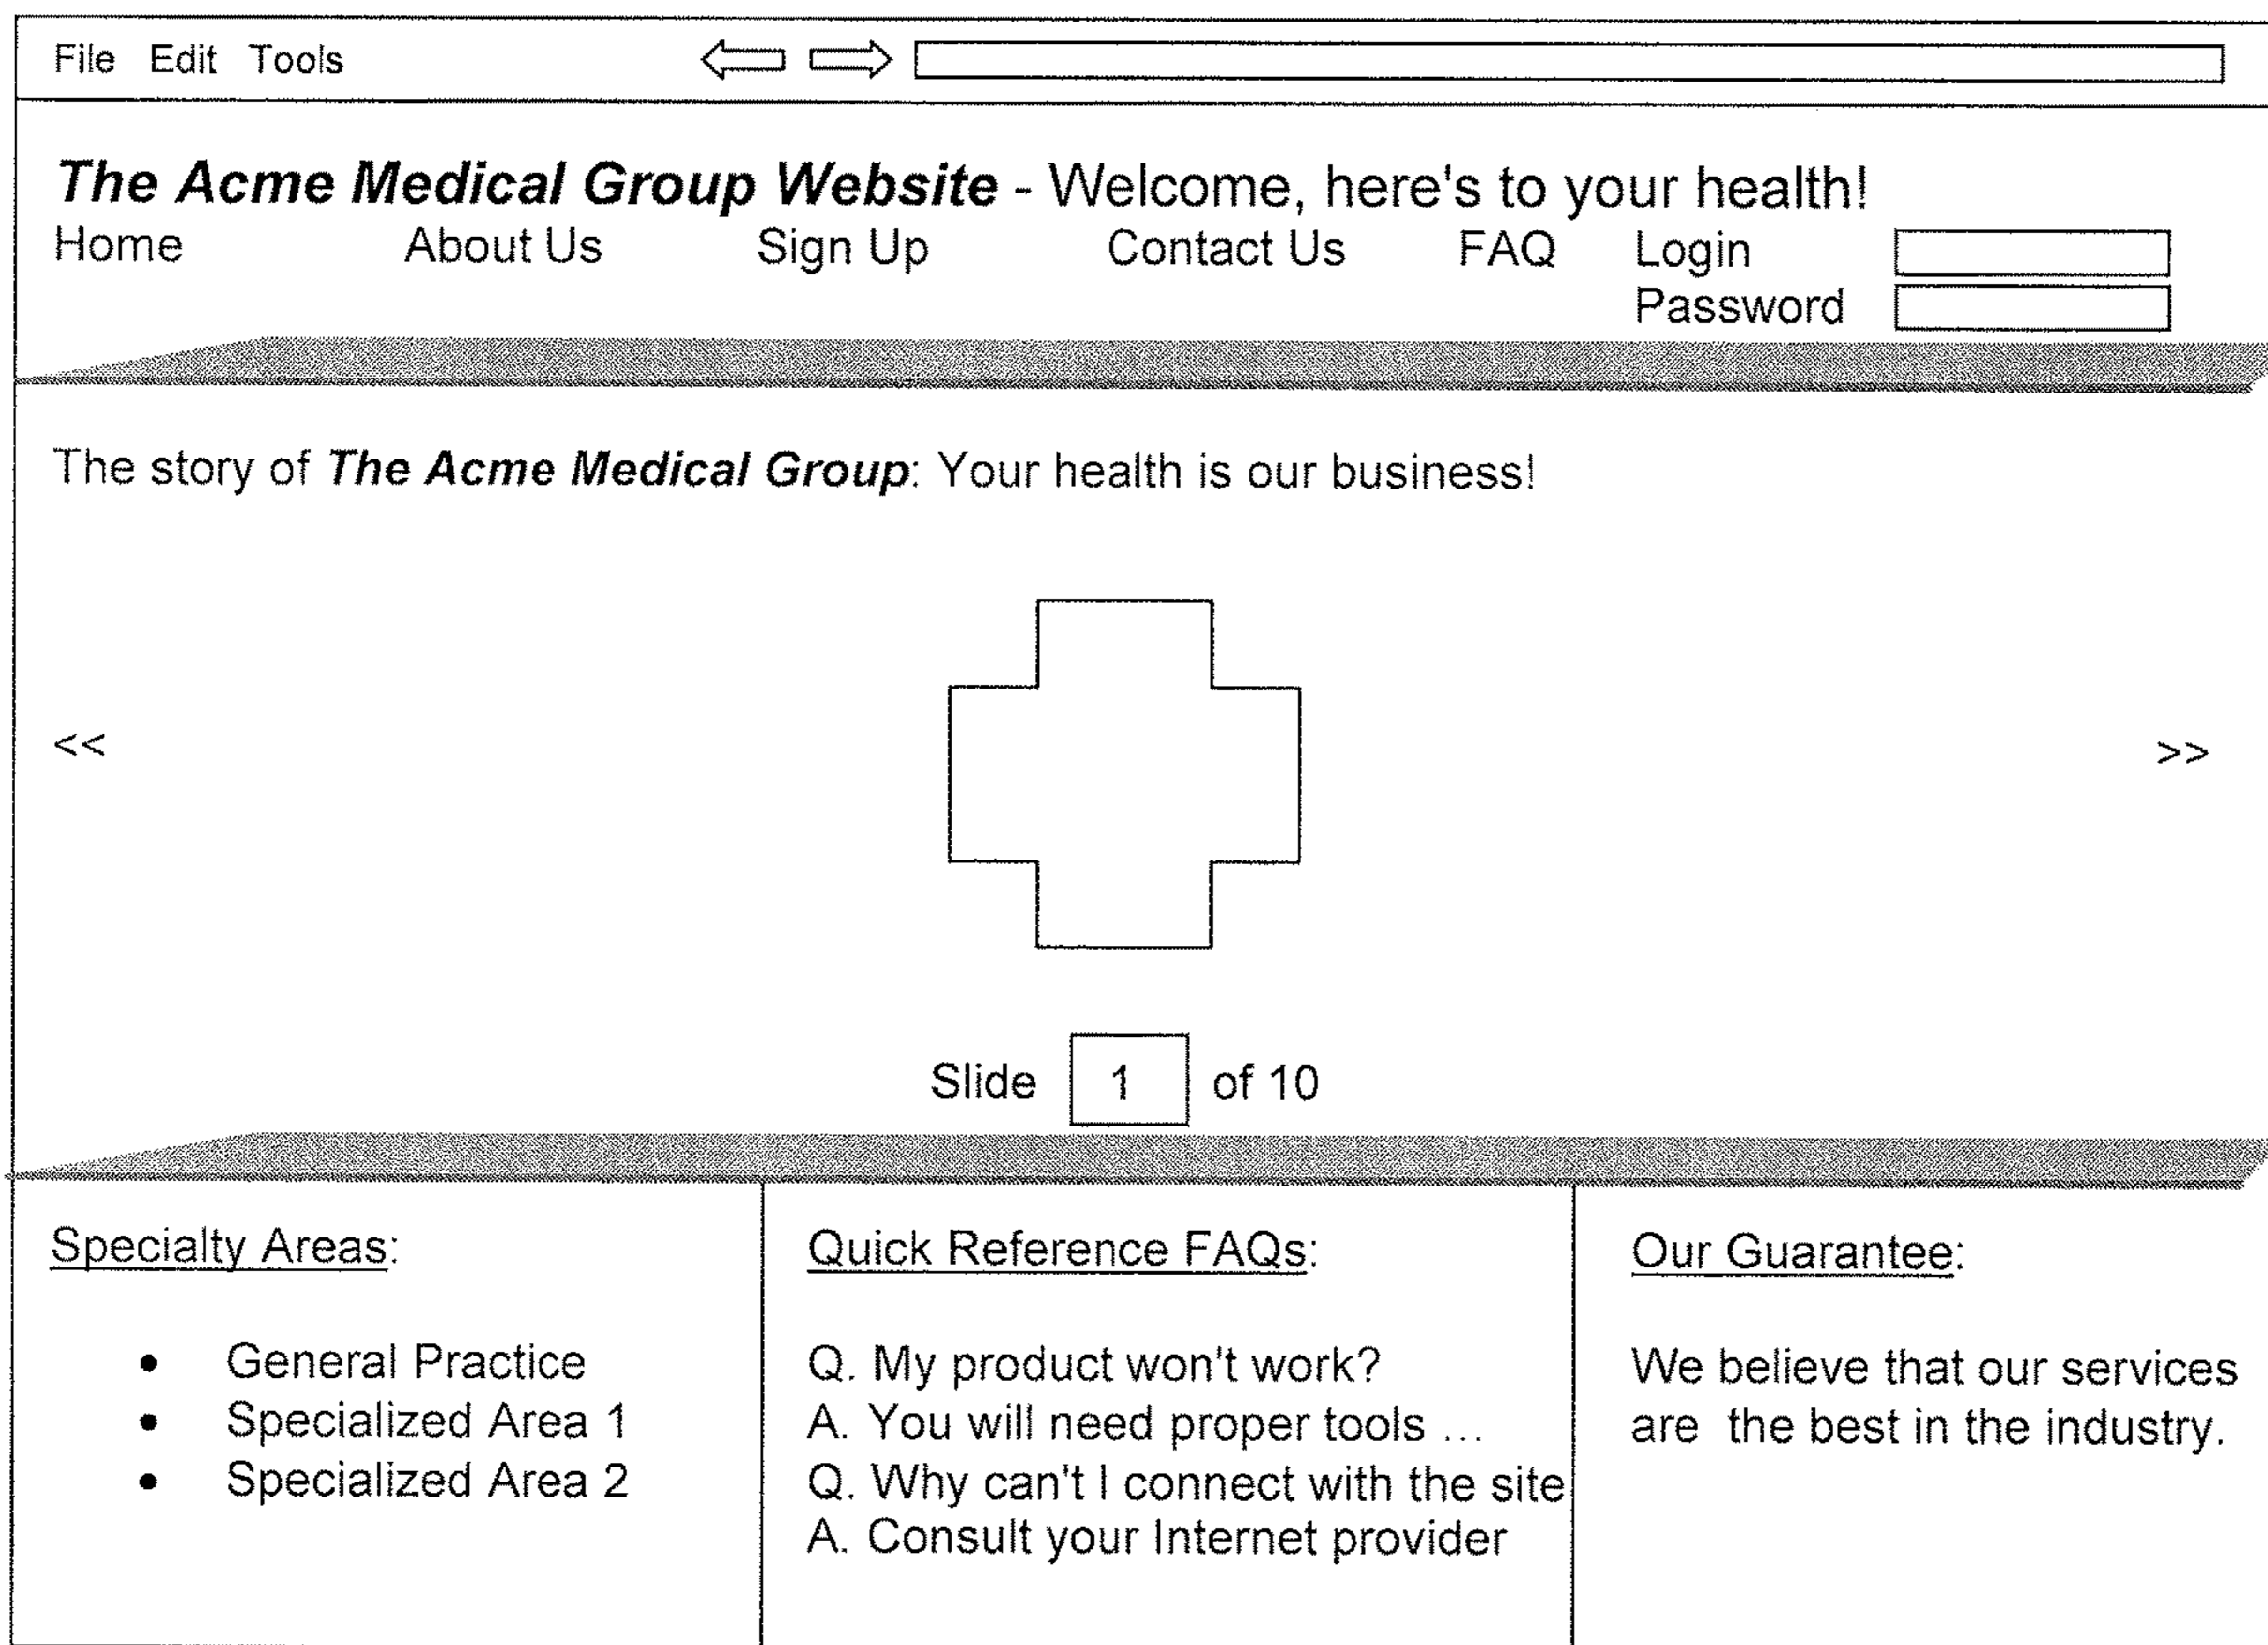 File Edit Tools
The Acme Medical Group Website - Welcome, here's to your health!
Home About Us Sign Up Contact Us FAQ Login
Password
The story of The Acme Medical Group: Your health is our business!
<< >>
Slide 1 of 10
Specialty Areas:
• General Practice
• Specialized Area 1
• Specialized Area 2
Quick Reference FAQs:
Q. My product won't work?
A. You will need proper tools ...
Q. Why can't I connect with the site
A. Consult your Internet provider
Our Guarantee:
We believe that our services
are the best in the industry.